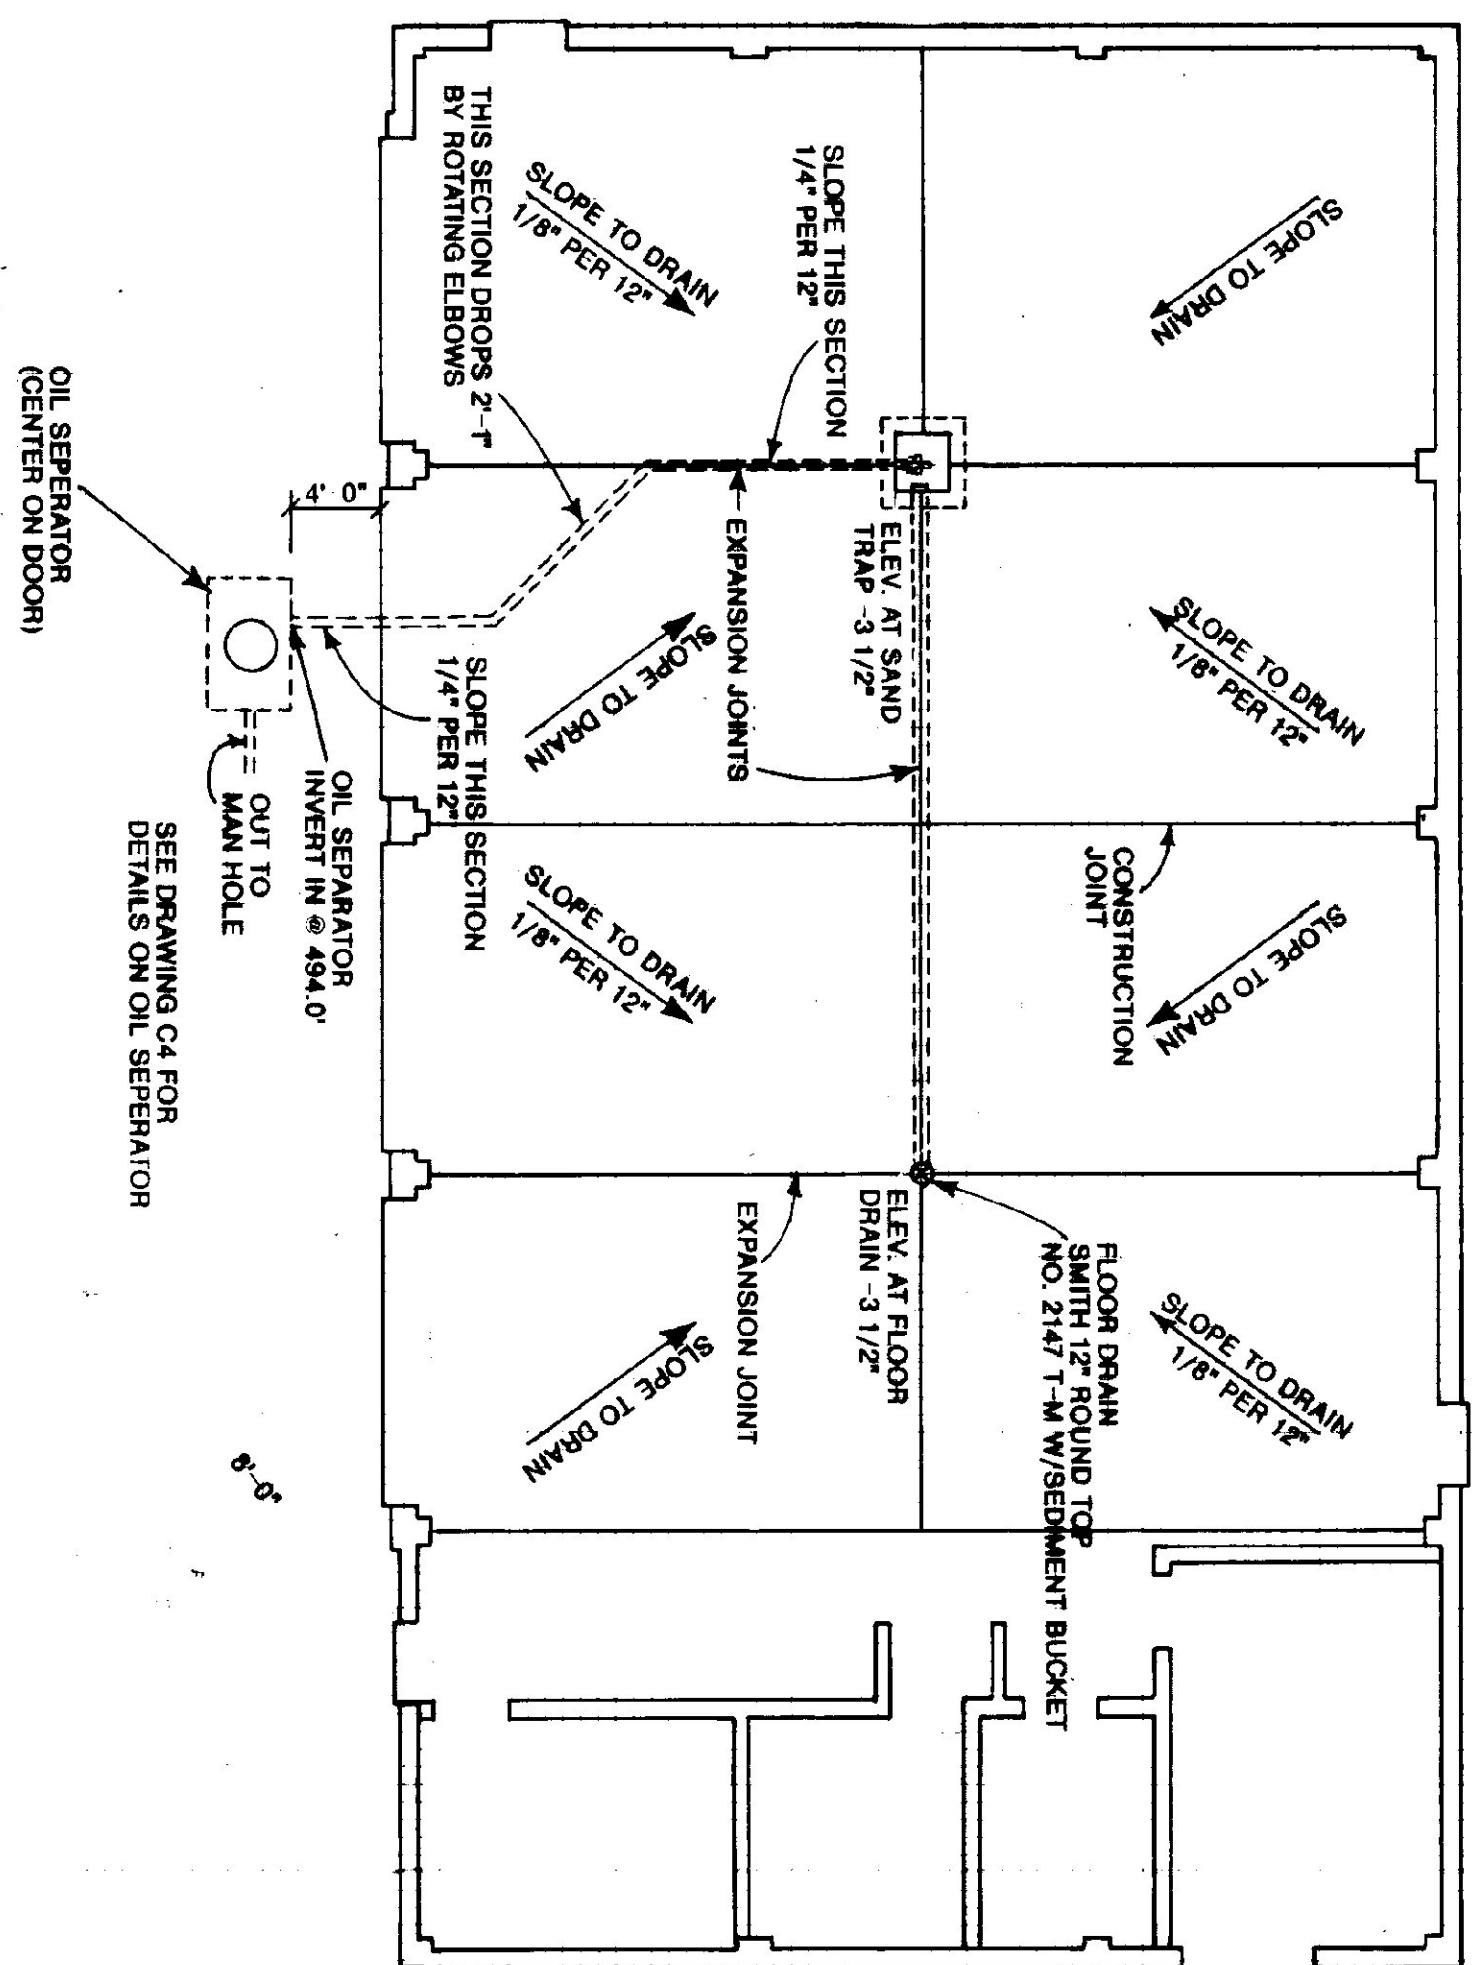 SLOPE TO DRAIN
SLOPE TO DRAIN
1/8" PER 12"
SLOPE TO DRAIN
SLOPE TO DRAIN
1/8" PER 12"
CONSTRUCTION
JOINT
FLOOR DRAIN
SMITH 12" ROUND TOP
NO. 2147 T-M W/SEDIMENT BUCKET
ELEV. AT SAND
TRAP -3 1/2"
ELEV. AT FLOOR
DRAIN -3 1/2"
SLOPE THIS SECTION
1/4" PER 12"
EXPANSION JOINTS
EXPANSION JOINT
SLOPE TO DRAIN
1/8" PER 12"
SLOPE TO DRAIN
SLOPE TO DRAIN
1/8" PER 12"
SLOPE TO DRAIN
THIS SECTION DROPS 2'-1"
BY ROTATING ELBOWS
SLOPE THIS SECTION
1/4" PER 12"
4' 0"
OIL SEPARATOR
INVERT IN @ 494.0'
OUT TO
MAN HOLE
8'-0"
SEE DRAWING C4 FOR
DETAILS ON OIL SEPERATOR
OIL SEPERATOR
(CENTER ON DOOR)